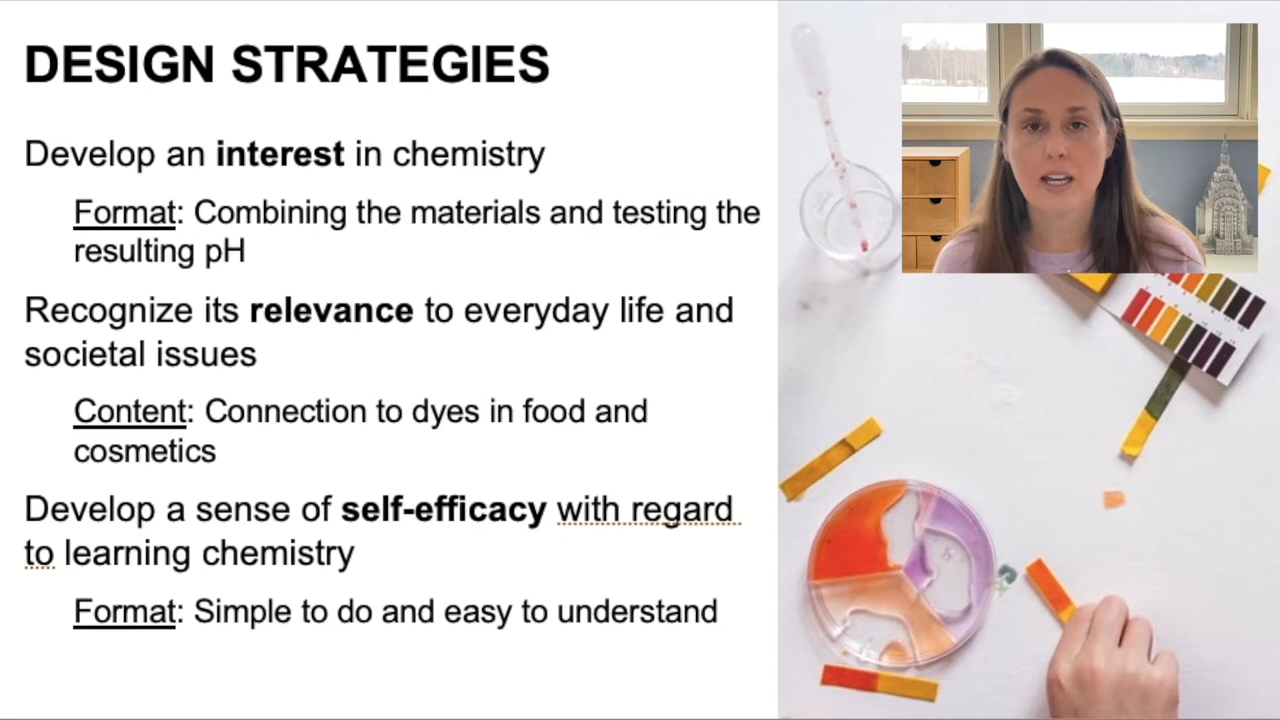 DESIGN STRATEGIES
Develop an interest in chemistry
Format: Combining the materials and testing the
resulting pH
Recognize its relevance to everyday life and
societal issues
Content: Connection to dyes in food and
cosmetics
Develop a sense of self-efficacy with regard
to learning chemistry
Format: Simple to do and easy to understand